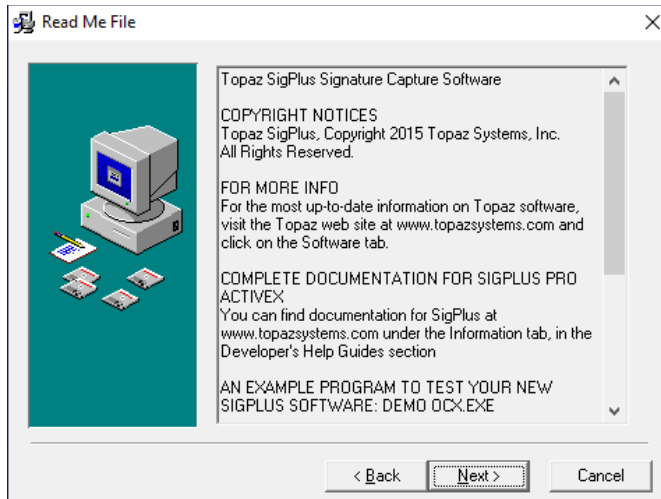 Read Me File
Topaz SigPlus Signature Capture Software
COPYRIGHT NOTICES
Topaz SigPlus, Copyright 2015 Topaz Systems, Inc.
All Rights Reserved.
FOR MORE INFO
For the most up-to-date information on Topaz software,
visit the Topaz web site at www.topazsystems.com and
click on the Software tab.
COMPLETE DOCUMENTATION FOR SIGPLUS PRO
ACTIVEX
You can find documentation for SigPlus at
www.topazsystems.com under the Information tab, in the
Developer's Help Guides section
AN EXAMPLE PROGRAM TO TEST YOUR NEW
SIGPLUS SOFTWARE: DEMO OCX.EXE
< Back
Next >
Cancel